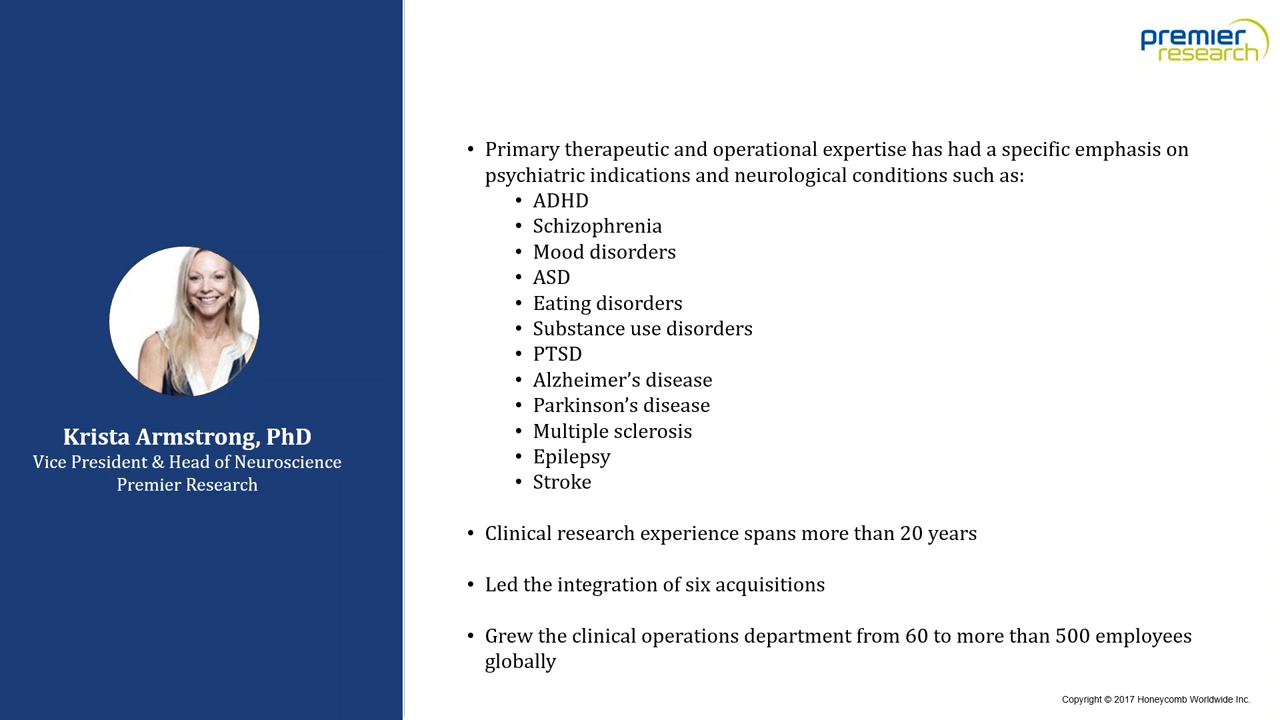 premier
research
• Primary therapeutic and operational expertise has had a specific emphasis on
psychiatric indications and neurological conditions such as:
• ADHD
• Schizophrenia
• Mood disorders
• ASD
• Eating disorders
• Substance use disorders
• PTSD
• Alzheimer’s disease
• Parkinson’s disease
• Multiple sclerosis
• Epilepsy
• Stroke
• Clinical research experience spans more than 20 years
• Led the integration of six acquisitions
• Grew the clinical operations department from 60 to more than 500 employees
globally
Krista Armstrong, PhD
Vice President & Head of Neuroscience
Premier Research
Copyright © 2017 Honeycomb Worldwide Inc.